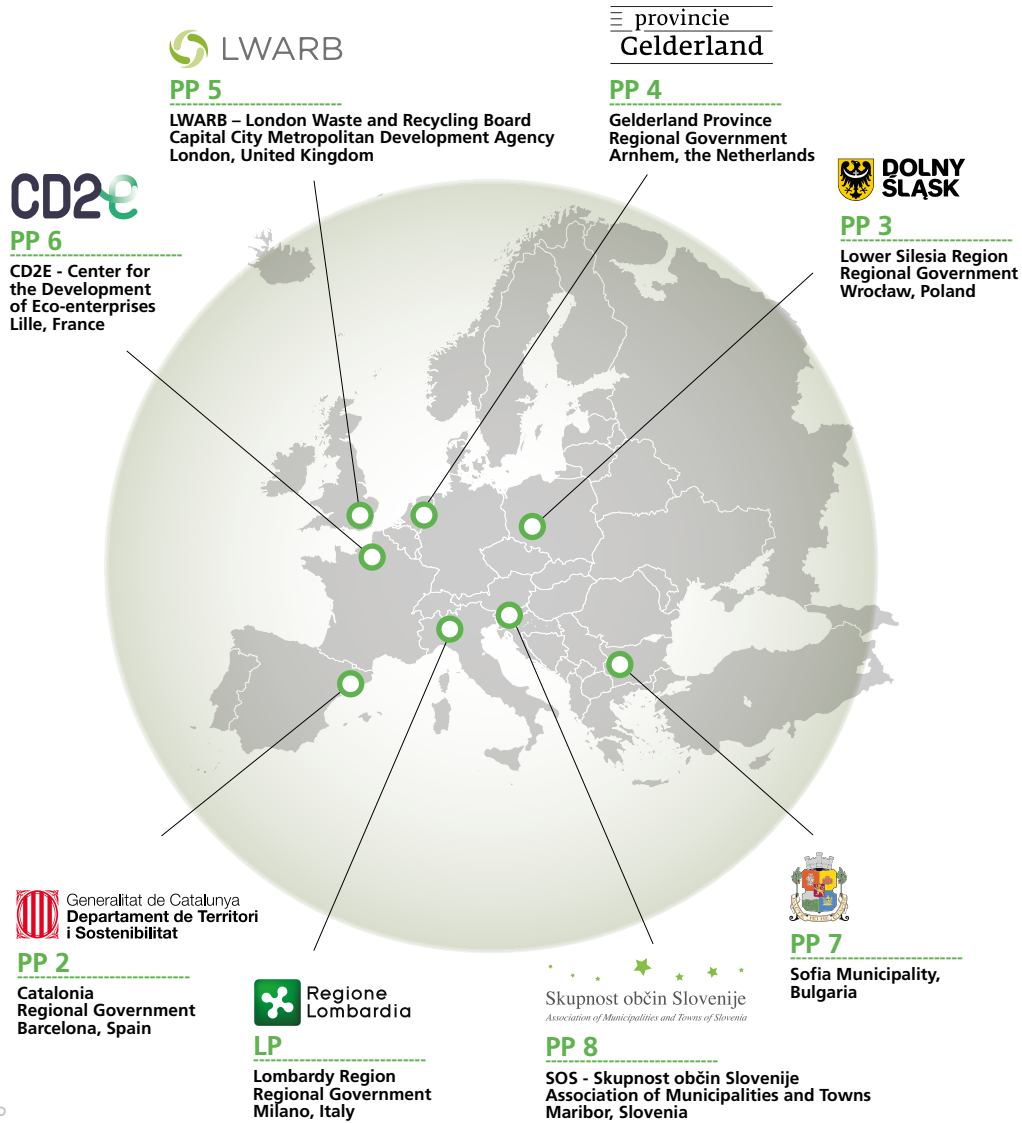 LWARB
PP 5
LWARB – London Waste and Recycling Board
Capital City Metropolitan Development Agency
London, United Kingdom
provincie
Gelderland
PP 4
Gelderland Province
Regional Government
Arnhem, the Netherlands
DOLNY
ŚLĄSK
PP 3
Lower Silesia Region
Regional Government
Wrocław, Poland
CD2e
PP 6
CD2E - Center for
the Development
of Eco-enterprises
Lille, France
Generalitat de Catalunya
Departament de Territori
i Sostenibilitat
PP 2
Catalonia
Regional Government
Barcelona, Spain
Regione
Lombardia
LP
Lombardy Region
Regional Government
Milano, Italy
Skupnost občin Slovenije
Association of Municipalities and Towns of Slovenia
PP 8
SOS - Skupnost občin Slovenije
Association of Municipalities and Towns
Maribor, Slovenia
PP 7
Sofia Municipality,
Bulgaria